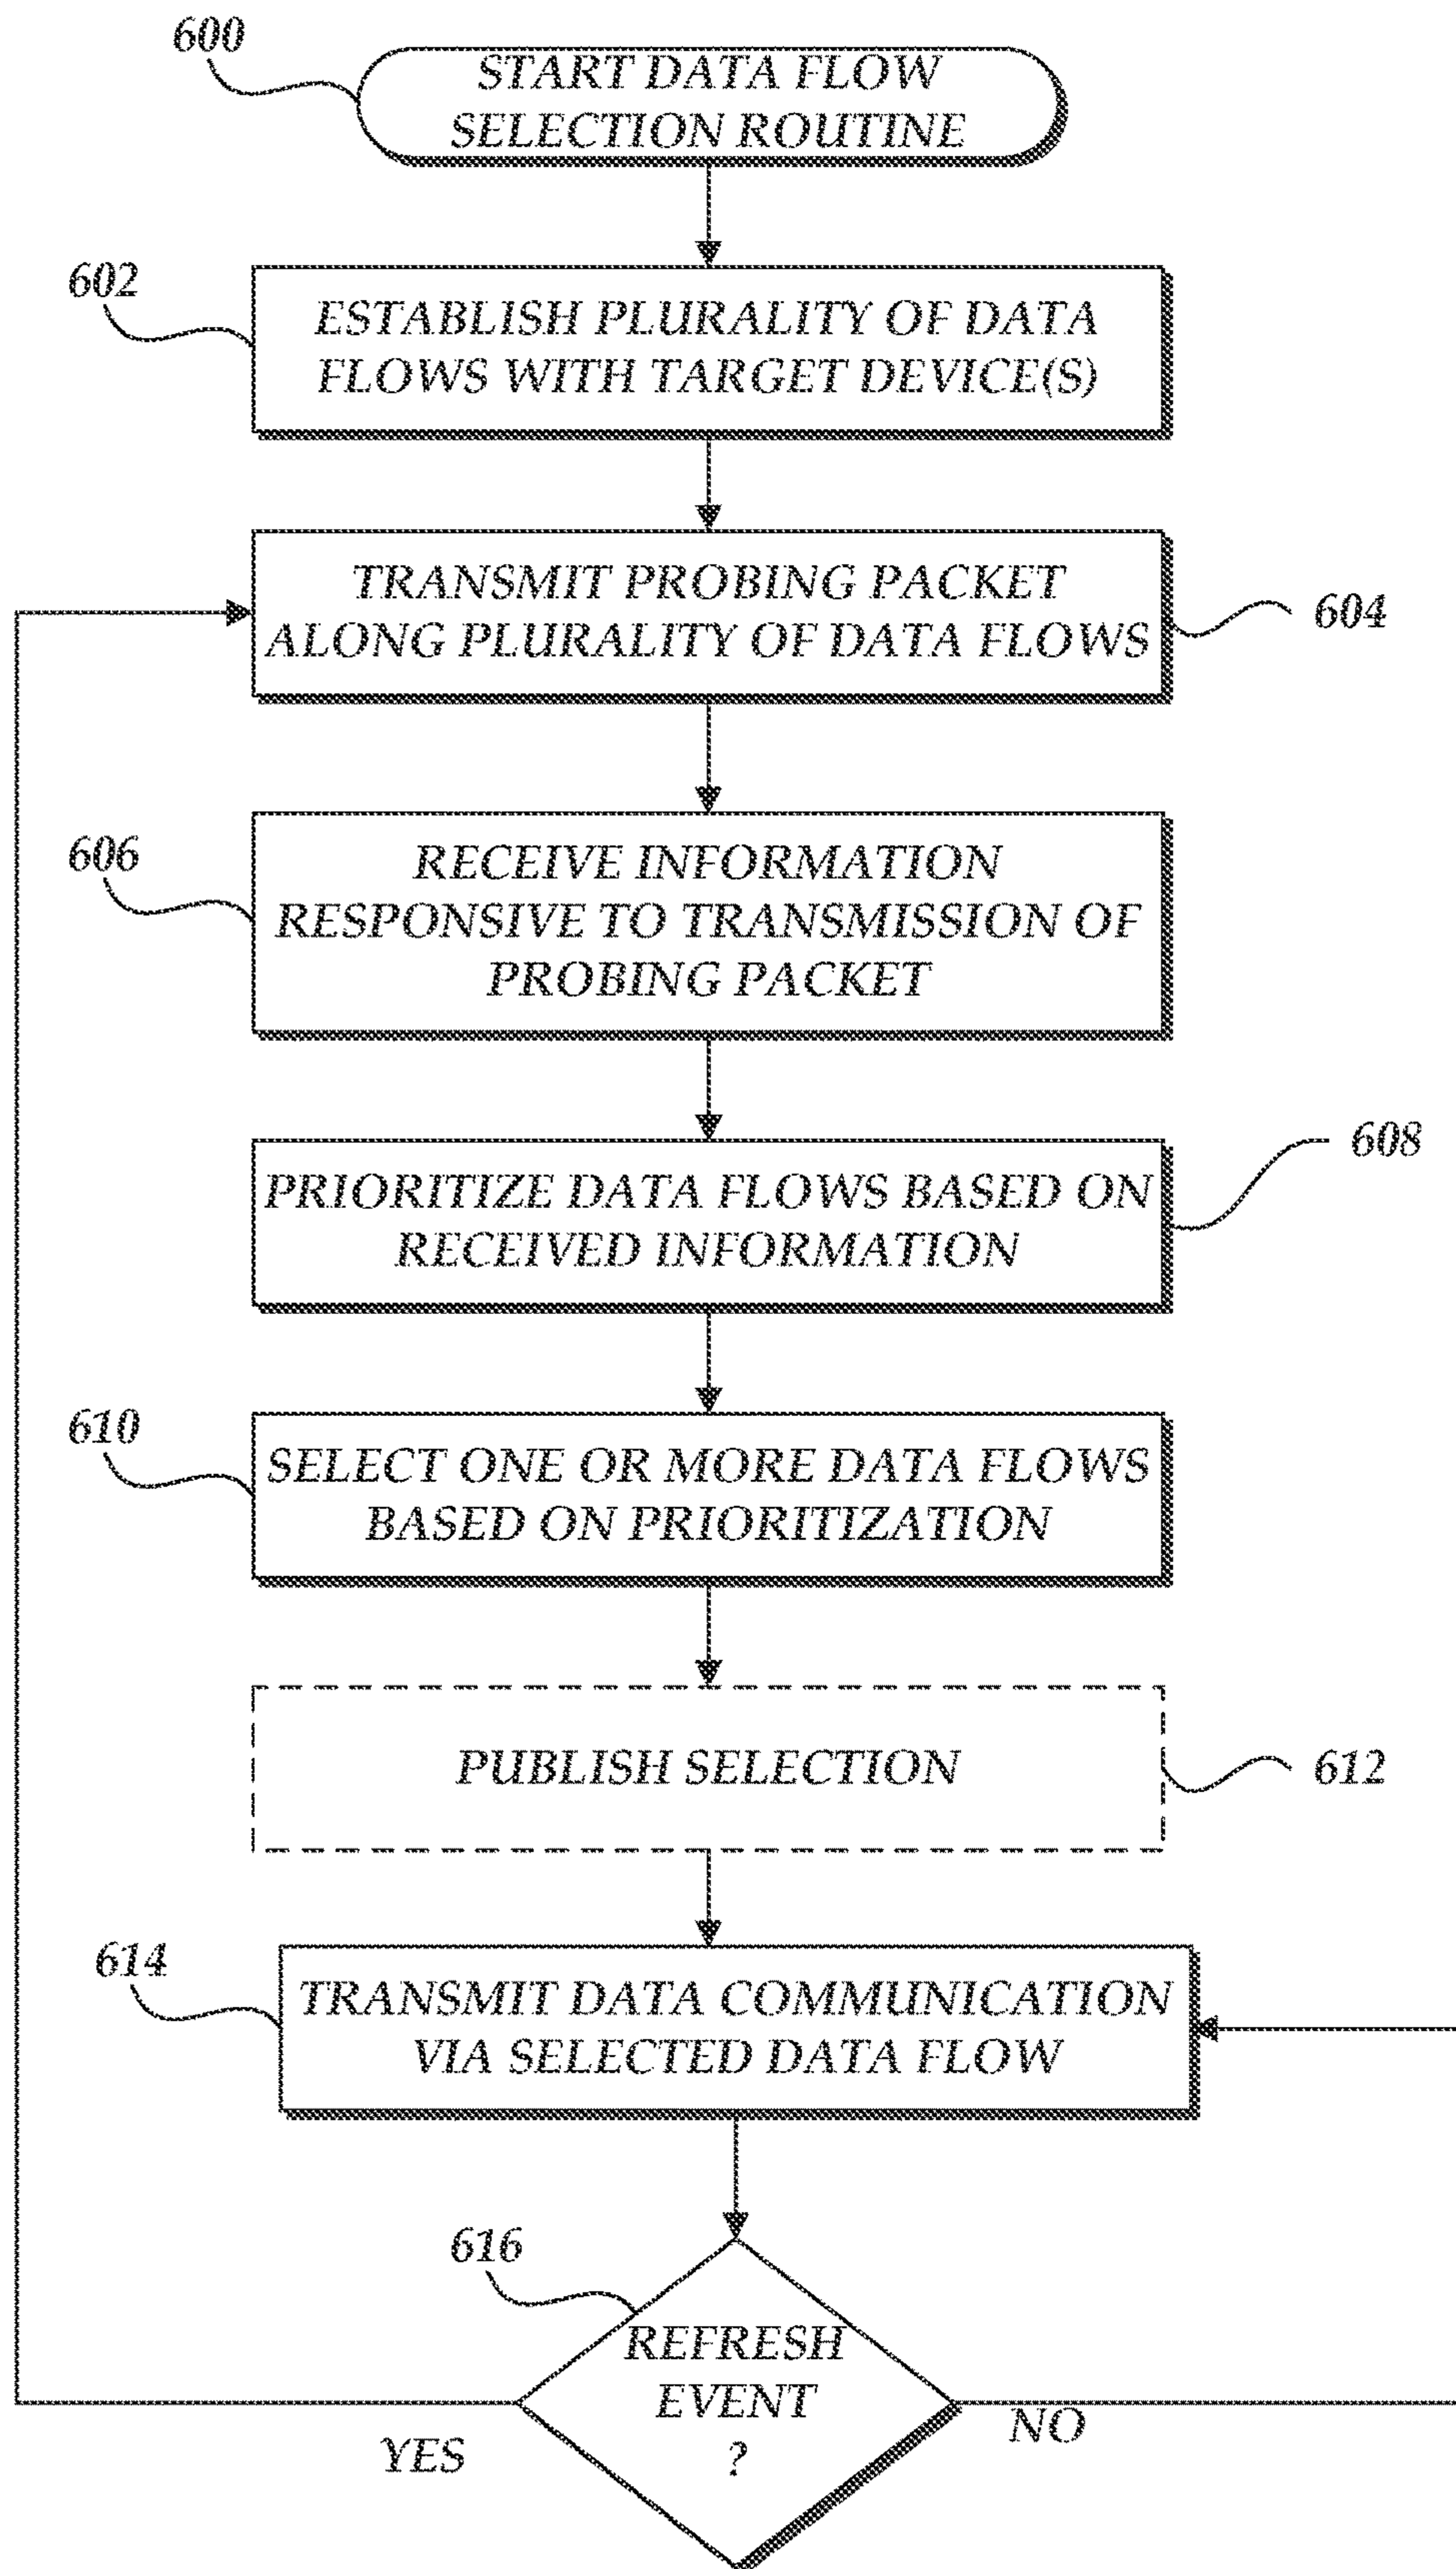 600
START DATA FLOW
SELECTION ROUTINE
602
ESTABLISH PLURALITY OF DATA
FLOWS WITH TARGET DEVICE(S)
TRANSMIT PROBING PACKET
ALONG PLURALITY OF DATA FLOWS
604
606
RECEIVE INFORMATION
RESPONSIVE TO TRANSMISSION OF
PROBING PACKET
608
PRIORITIZE DATA FLOWS BASED ON
RECEIVED INFORMATION
610
SELECT ONE OR MORE DATA FLOWS
BASED ON PRIORITIZATION
PUBLISH SELECTION
612
614
TRANSMIT DATA COMMUNICATION
VIA SELECTED DATA FLOW
616
REFRESH
EVENT
?
YES
NO